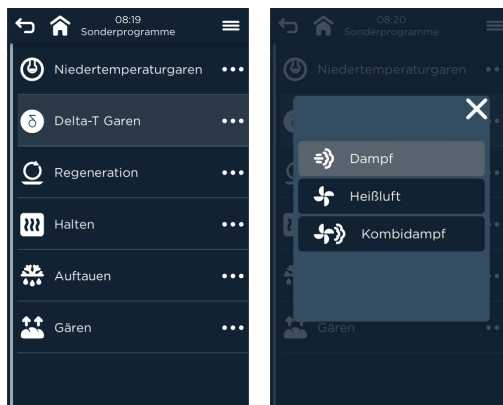 08:19
Sonderprogramme
Niedertemperaturgaren
δ Delta-T Garen
Regeneration
Halten
Auftauen
Gären
08:20
Sonderprogramme
Niedertemperaturgaren
Dampf
Heißluft
Kombidampf
Gären